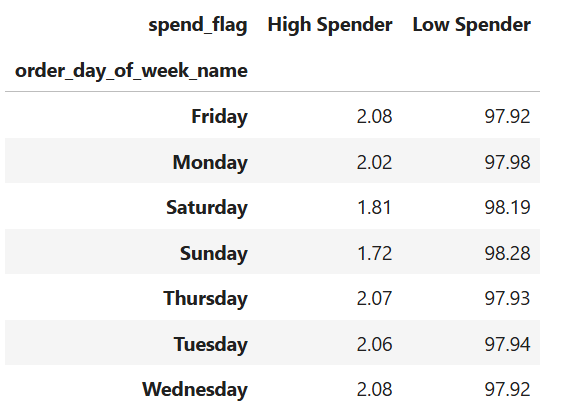 spend_flag High Spender Low Spender
order_day_of_week_name
Friday 2.08 97.92
Monday 2.02 97.98
Saturday 1.81 98.19
Sunday 1.72 98.28
Thursday 2.07 97.93
Tuesday 2.06 97.94
Wednesday 2.08 97.92